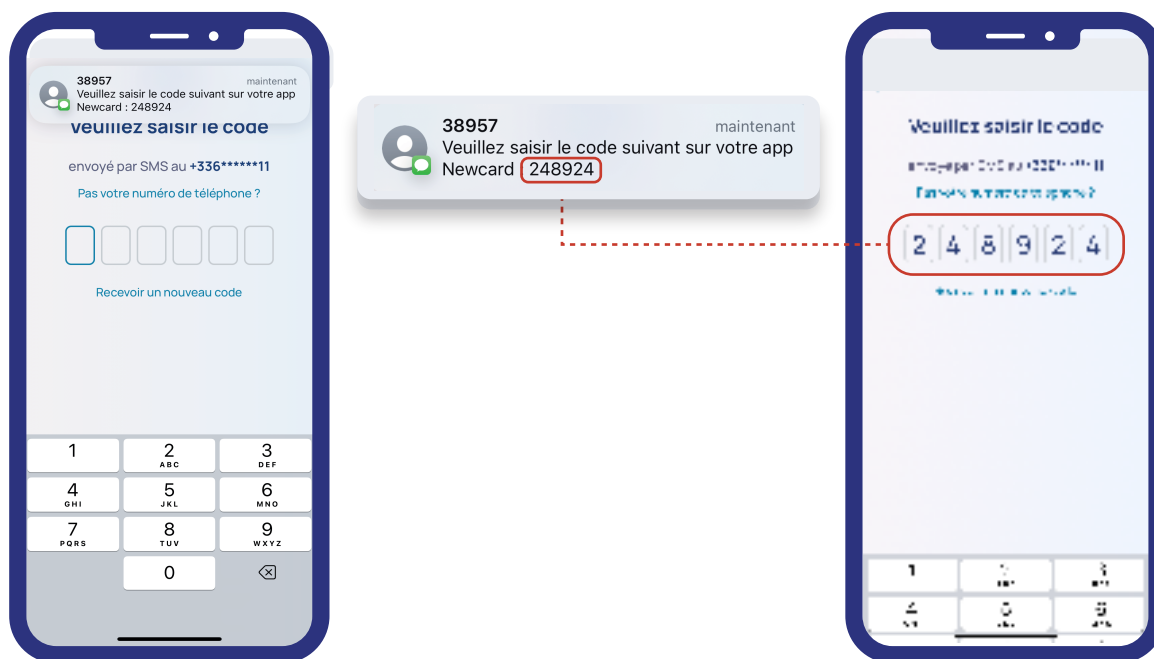 38957 maintenant
Veuillez saisir le code suivant sur votre app
Newcard : 248924
Veuillez saisir le code
envoyé par SMS au +336******11
Pas votre numéro de téléphone ?
Recevoir un nouveau code
1
2 ABC
3 DEF
4 GHI
5 JKL
6 MNO
7 PQRS
8 TUV
9 WXYZ
0
38957 maintenant
Veuillez saisir le code suivant sur votre app
Newcard : 248924
Veuillez saisir le code
2 4 8 9 2 4
1